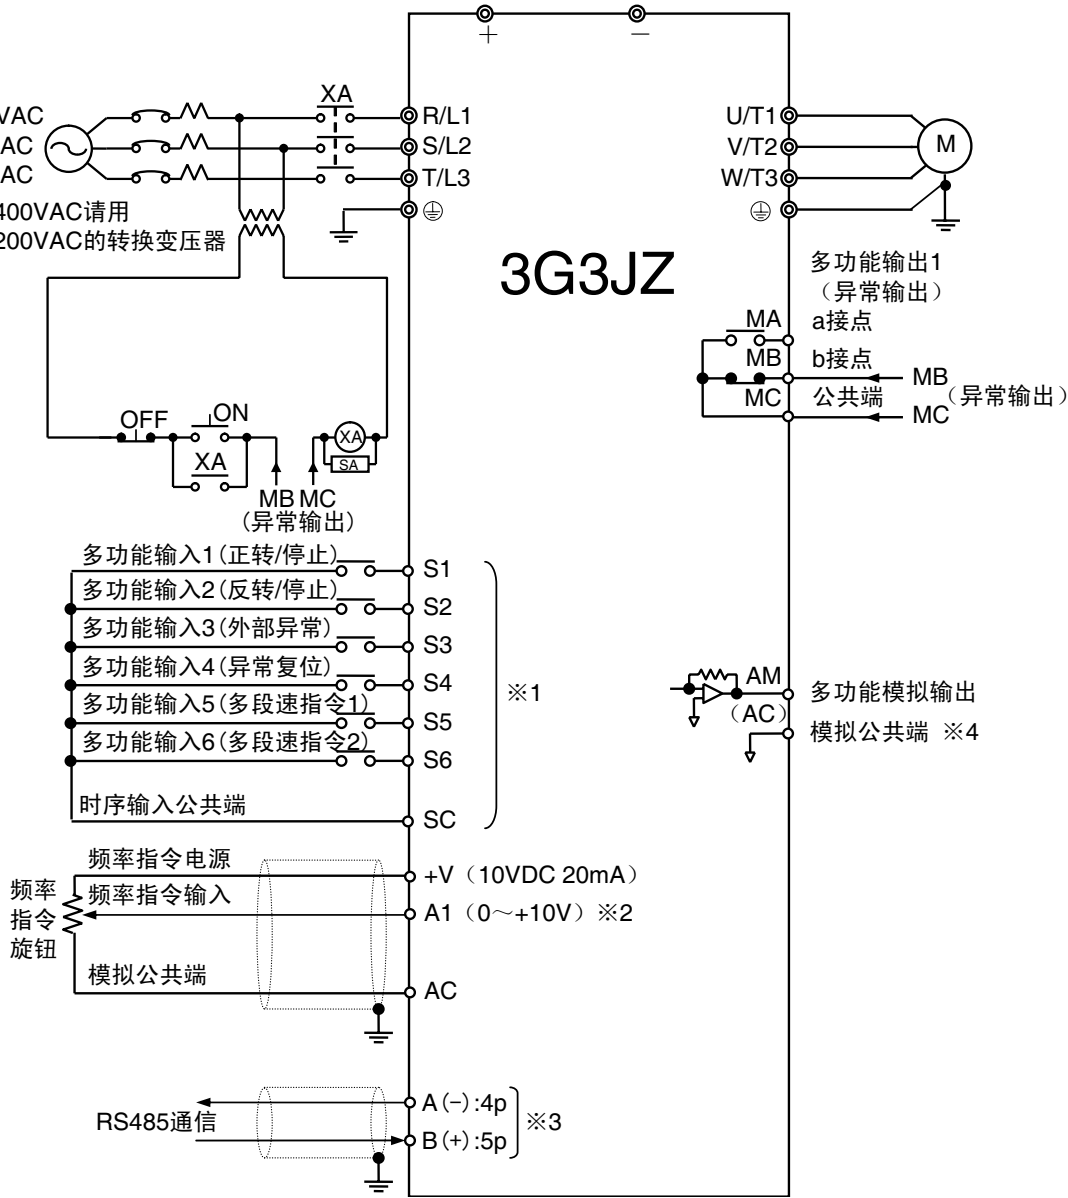 +
−
VAC
AC
AC
400VAC请用
200VAC的转换变压器
XA
R/L1
S/L2
T/L3
U/T1
V/T2
W/T3
M
3G3JZ
多功能输出1
（异常输出）
MA
a接点
MB
b接点
MC
公共端
MB
MC
（异常输出）
OFF
ON
XA
XA
SA
MB MC
(异常输出)
多功能输入1(正转/停止)
S1
多功能输入2(反转/停止)
S2
多功能输入3(外部异常)
S3
多功能输入4(异常复位)
S4
多功能输入5(多段速指令1)
S5
多功能输入6(多段速指令2)
S6
时序输入公共端
SC
※1
AM
(AC)
多功能模拟输出
模拟公共端 ※4
频率指令电源
+V（10VDC 20mA）
频率
指令
旋钮
频率指令输入
A1（0～+10V）※2
模拟公共端
AC
RS485通信
A(−):4p
B(+):5p
※3